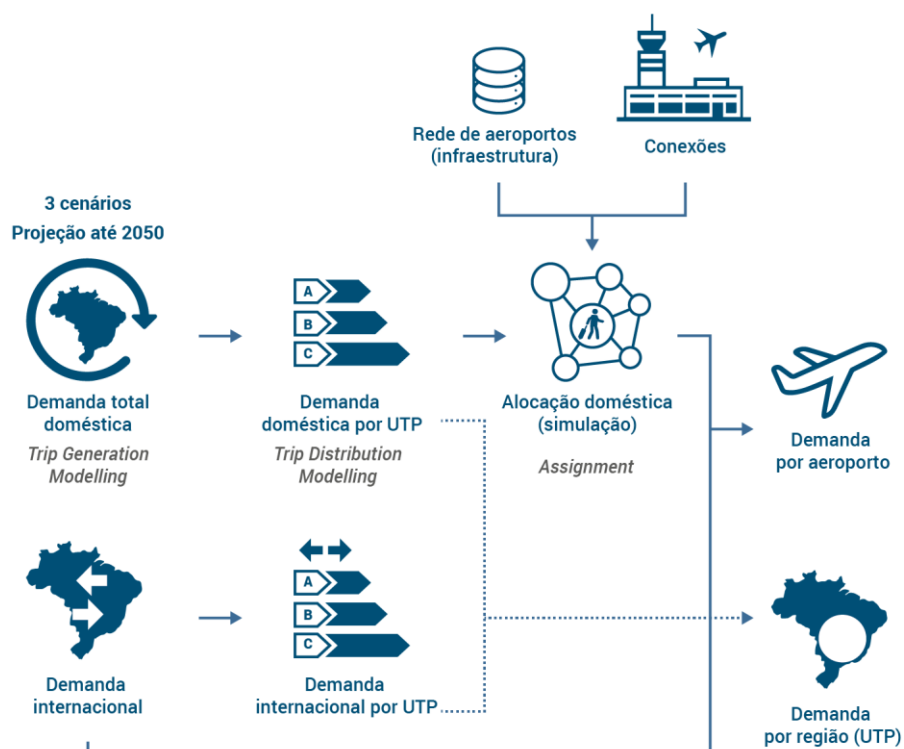 Rede de aeroportos
(infraestrutura)
Conexões
3 cenários
Projeção até 2050
A
B
C
Demanda total
doméstica
Trip Generation
Modelling
Demanda
doméstica por UTP
Trip Distribution
Modelling
Alocação doméstica
(simulação)
Assignment
Demanda
por aeroporto
A
B
C
Demanda
internacional
Demanda
internacional por UTP
Demanda
por região (UTP)